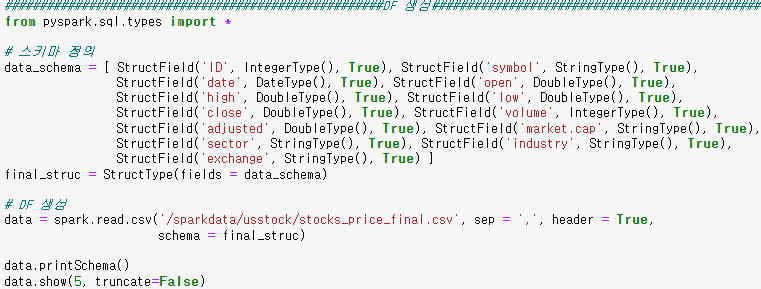 ######################################################DF 생성################################################
from pyspark.sql.types import *
# 스키마 정의
data_schema = [ StructField('ID', IntegerType(), True), StructField('symbol', StringType(), True),
StructField('date', DateType(), True), StructField('open', DoubleType(), True),
StructField('high', DoubleType(), True), StructField('low', DoubleType(), True),
StructField('close', DoubleType(), True), StructField('volume', IntegerType(), True),
StructField('adjusted', DoubleType(), True), StructField('market.cap', StringType(), True),
StructField('sector', StringType(), True), StructField('industry', StringType(), True),
StructField('exchange', StringType(), True) ]
final_struc = StructType(fields = data_schema)
# DF 생성
data = spark.read.csv('/sparkdata/usstock/stocks_price_final.csv', sep = ',', header = True,
schema = final_struc)
data.printSchema()
data.show(5, truncate=False)